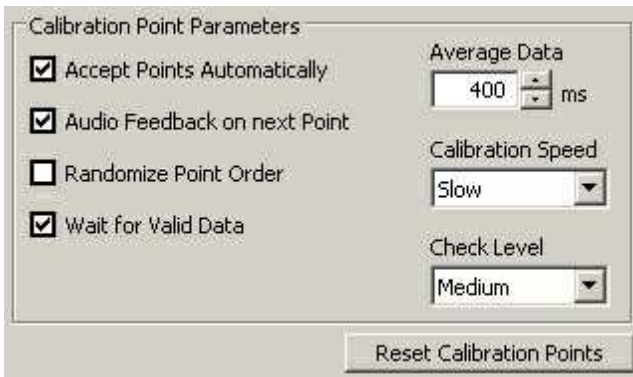 Calibration Point Parameters
Accept Points Automatically
Audio Feedback on next Point
Randomize Point Order
Wait for Valid Data
Average Data
400 ms
Calibration Speed
Slow
Check Level
Medium
Reset Calibration Points